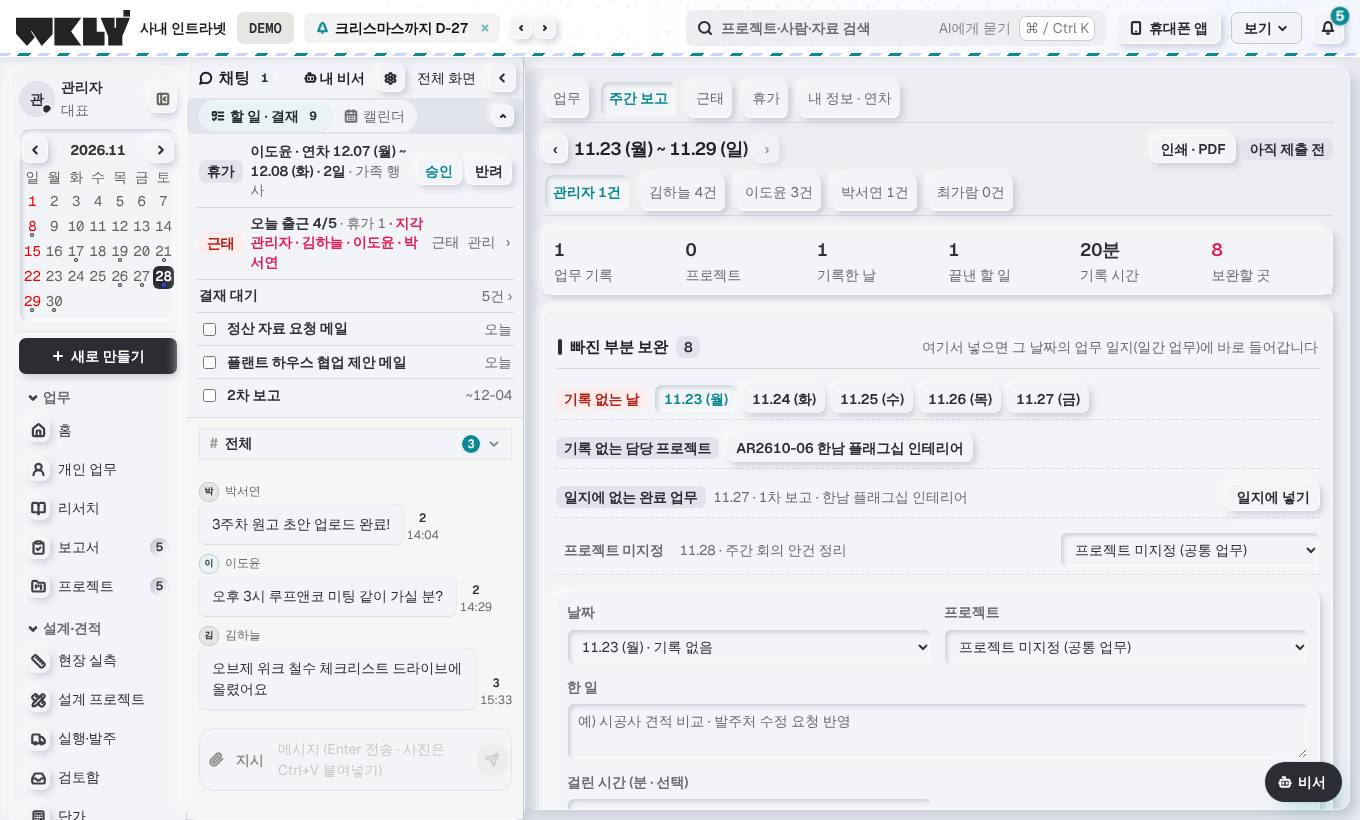 WKLY 사내 인트라넷 DEMO 크리스마스까지 D-27 × ‹ › 프로젝트·사람·자료 검색 AI에게 묻기 ⌘ / Ctrl K 휴대폰 앱 보기 5
관 관리자
대표
2026.11
일 월 화 수 목 금 토
1 2 3 4 5 6 7
8 9 10 11 12 13 14
15 16 17 18 19 20 21
22 23 24 25 26 27 28
29 30
+ 새로 만들기
업무
홈
개인 업무
리서치
보고서 5
프로젝트 5
설계·견적
현장 실측
설계 프로젝트
실행·발주
검토함
단가
채팅 1 내 비서 전체 화면
할 일 · 결재 9 캘린더
휴가 이도윤 · 연차 12.07 (월) ~
12.08 (화) · 2일 · 가족 행
사 승인 반려
근태 오늘 출근 4/5 · 휴가 1 · 지각
관리자 · 김하늘 · 이도윤 · 박
서연 근태 관리 ›
결재 대기 5건 ›
정산 자료 요청 메일 오늘
플랜트 하우스 협업 제안 메일 오늘
2차 보고 ~12-04
# 전체 3
박 박서연
3주차 원고 초안 업로드 완료! 2
14:04
이 이도윤
오후 3시 루프앤코 미팅 같이 가실 분? 2
14:29
김 김하늘
오브제 위크 철수 체크리스트 드라이브에
올렸어요 3
15:33
지시 메시지 (Enter 전송 · 사진은
Ctrl+V 붙여넣기)
업무 주간 보고 근태 휴가 내 정보 · 연차
‹ 11.23 (월) ~ 11.29 (일) › 인쇄 · PDF 아직 제출 전
관리자 1건 김하늘 4건 이도윤 3건 박서연 1건 최가람 0건
1 0 1 1 20분 8
업무 기록 프로젝트 기록한 날 끝낸 할 일 기록 시간 보완할 곳
빠진 부분 보완 8 여기서 넣으면 그 날짜의 업무 일지(일간 업무)에 바로 들어갑니다
기록 없는 날 11.23 (월) 11.24 (화) 11.25 (수) 11.26 (목) 11.27 (금)
기록 없는 담당 프로젝트 AR2610-06 한남 플래그십 인테리어
일지에 없는 완료 업무 11.27 · 1차 보고 · 한남 플래그십 인테리어 일지에 넣기
프로젝트 미지정 11.28 · 주간 회의 안건 정리 프로젝트 미지정 (공통 업무)
날짜 프로젝트
11.23 (월) · 기록 없음 프로젝트 미지정 (공통 업무)
한 일
예) 시공사 견적 비교 · 발주처 수정 요청 반영
걸린 시간 (분 · 선택)
비서